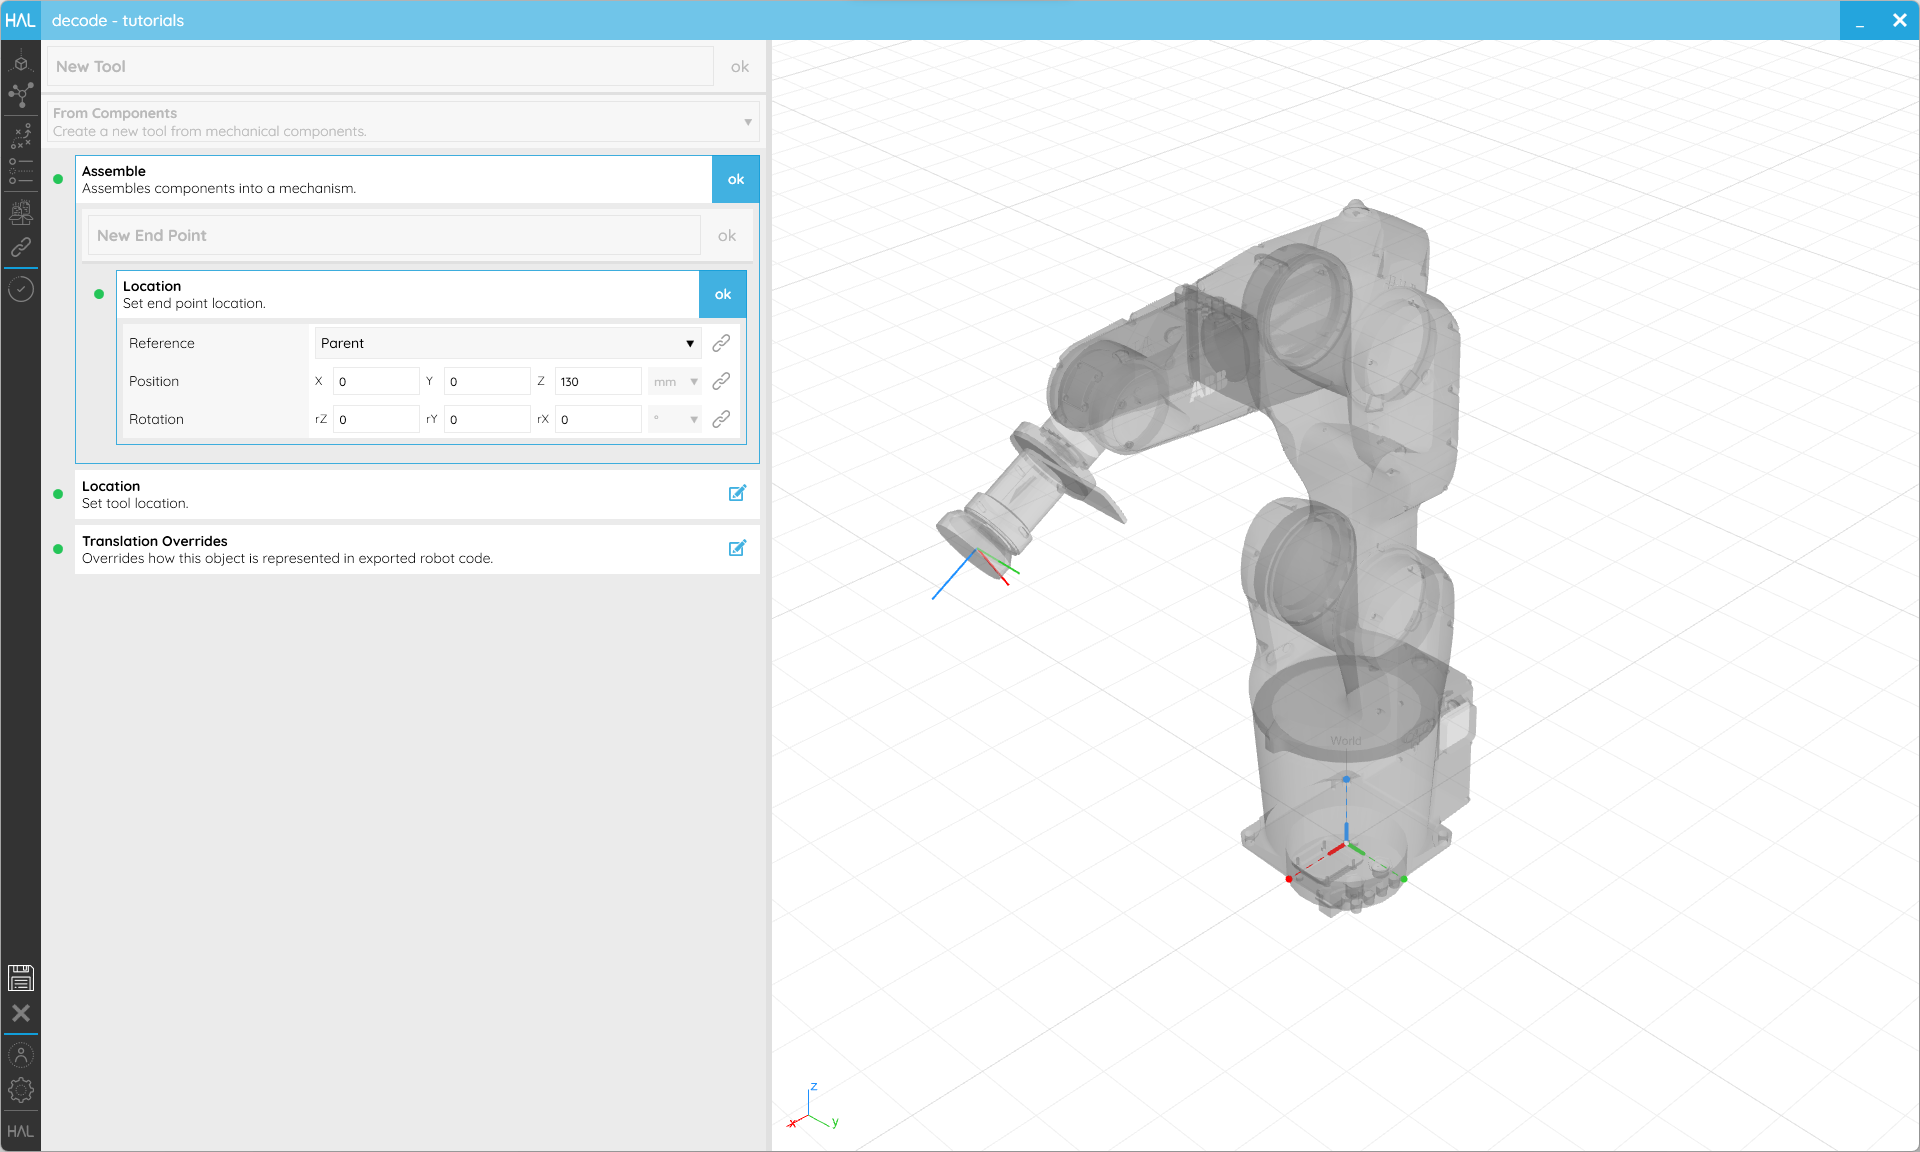 HAL decode - tutorials
New Tool ok
From Components
Create a new tool from mechanical components.
Assemble
Assembles components into a mechanism.
ok
New End Point ok
Location
Set end point location.
ok
Reference Parent
Position X 0 Y 0 Z 130 mm
Rotation rZ 0 rY 0 rX 0 °
Location
Set tool location.
Translation Overrides
Overrides how this object is represented in exported robot code.
ABB
World
z
x y
HAL